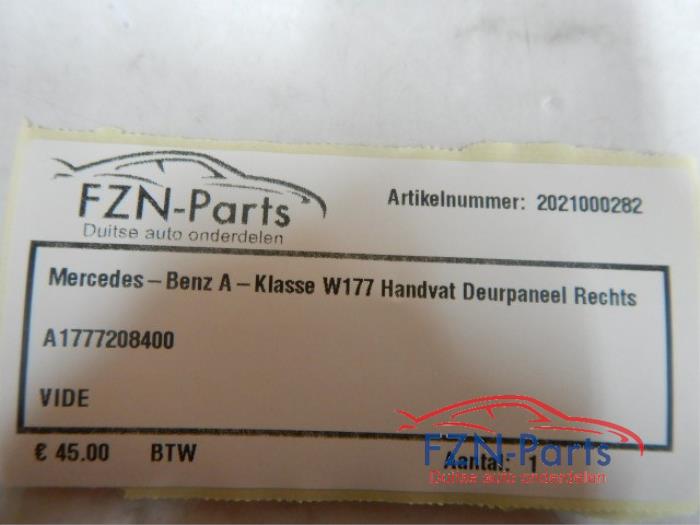 FZN-Parts
Duitse auto onderdelen
Artikelnummer: 2021000282
Mercedes-Benz A-Klasse W177 Handvat Deurpaneel Rechts
A1777208400
VIDE
€ 45.00 BTW
Aantal: 1
FZN-Parts
Duitse auto onderdelen